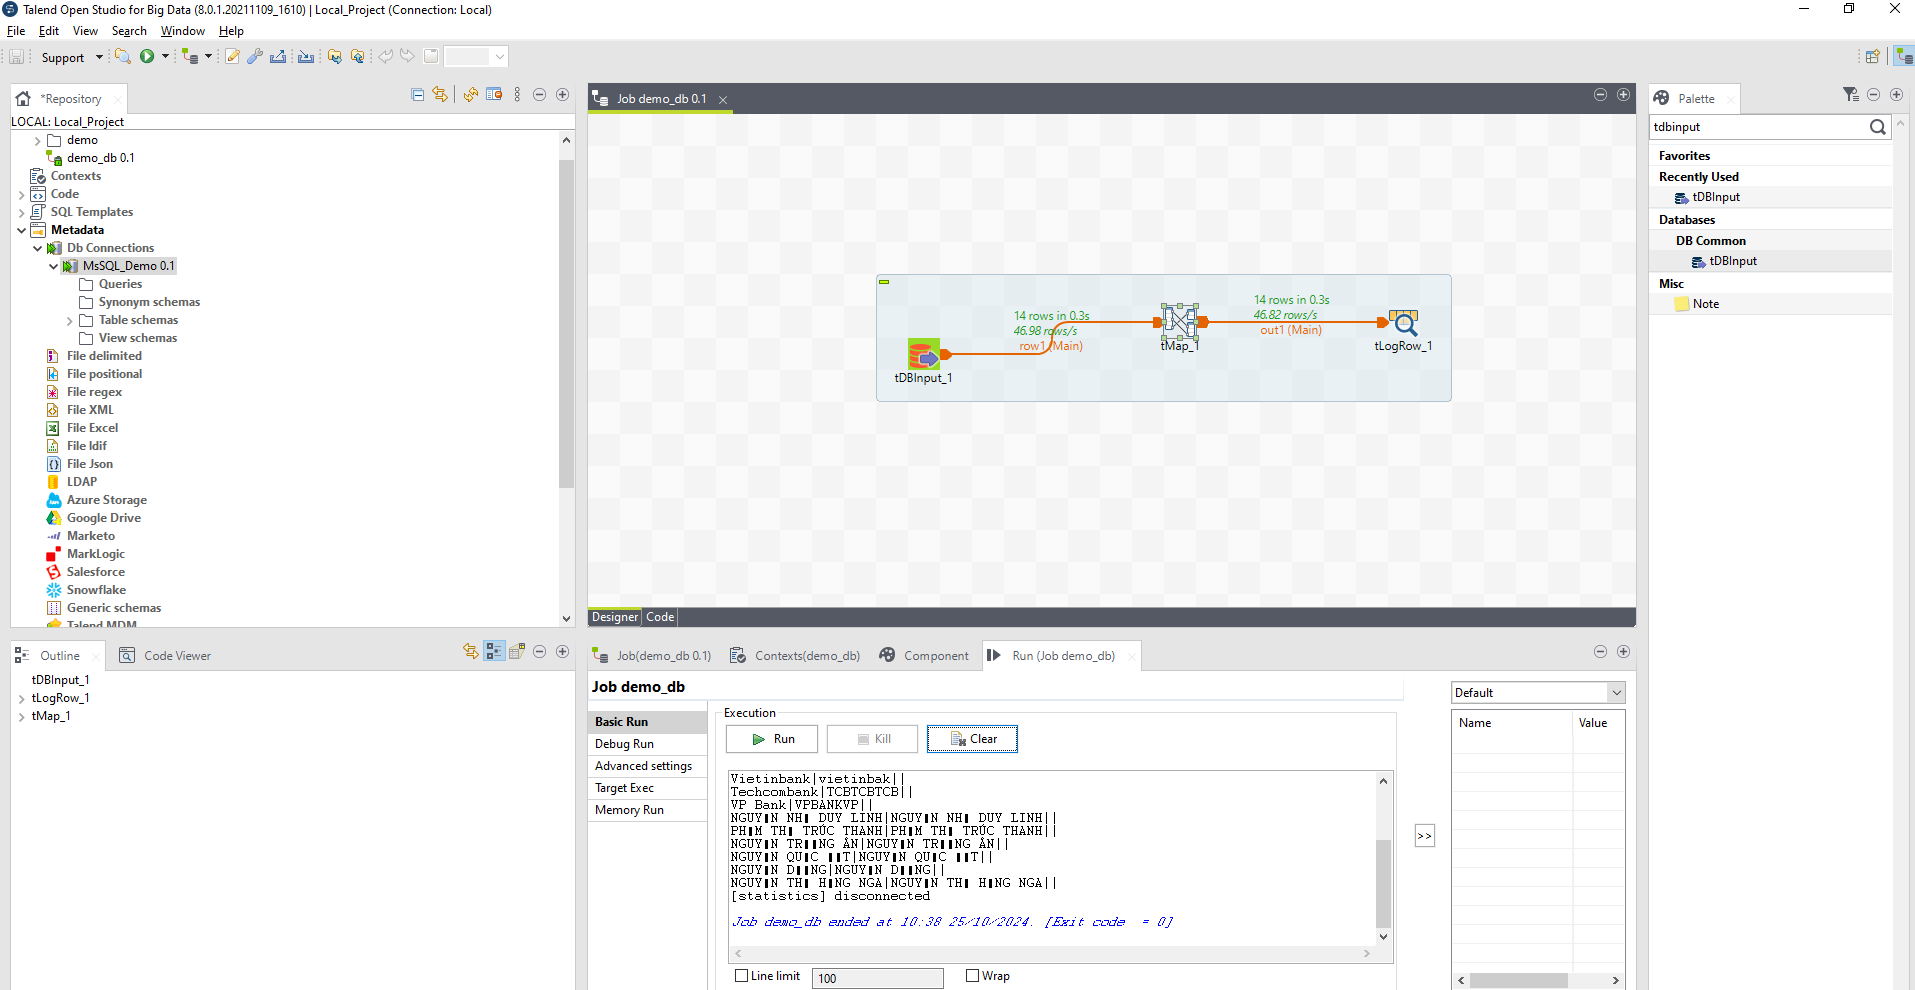 Talend Open Studio for Big Data (8.0.1.20211109_1610) | Local_Project (Connection: Local)
File Edit View Search Window Help
Support
*Repository
LOCAL: Local_Project
demo
demo_db 0.1
Contexts
Code
SQL Templates
Metadata
Db Connections
MsSQL_Demo 0.1
Queries
Synonym schemas
Table schemas
View schemas
File delimited
File positional
File regex
File XML
File Excel
File ldif
File Json
LDAP
Azure Storage
Google Drive
Marketo
MarkLogic
Salesforce
Snowflake
Generic schemas
Talend MDM
Outline
Code Viewer
tDBInput_1
tLogRow_1
tMap_1
Job demo_db 0.1
14 rows in 0.3s
46.98 rows/s
row1 (Main)
tDBInput_1
tMap_1
14 rows in 0.3s
46.82 rows/s
out1 (Main)
tLogRow_1
Designer Code
Job(demo_db 0.1)
Contexts(demo_db)
Component
Run (Job demo_db)
Job demo_db
Basic Run
Debug Run
Advanced settings
Target Exec
Memory Run
Execution
Run
Kill
Clear
Vietinbank|vietinbak||
Techcombank|TCBTCBTCB||
VP Bank|VPBANKVP||
NGUY▮N NH▮ DUY LINH|NGUY▮N NH▮ DUY LINH||
PH▮M TH▮ TRÚC THANH|PH▮M TH▮ TRÚC THANH||
NGUY▮N TR▮▮NG ÂN|NGUY▮N TR▮▮NG ÂN||
NGUY▮N QU▮C ▮▮T|NGUY▮N QU▮C ▮▮T||
NGUY▮N D▮▮NG|NGUY▮N D▮▮NG||
NGUY▮N TH▮ H▮NG NGA|NGUY▮N TH▮ H▮NG NGA||
[statistics] disconnected
Job demo_db ended at 10:38 25/10/2024. [Exit code = 0]
Line limit
100
Wrap
>>
Default
Name
Value
Palette
tdbinput
Favorites
Recently Used
tDBInput
Databases
DB Common
tDBInput
Misc
Note